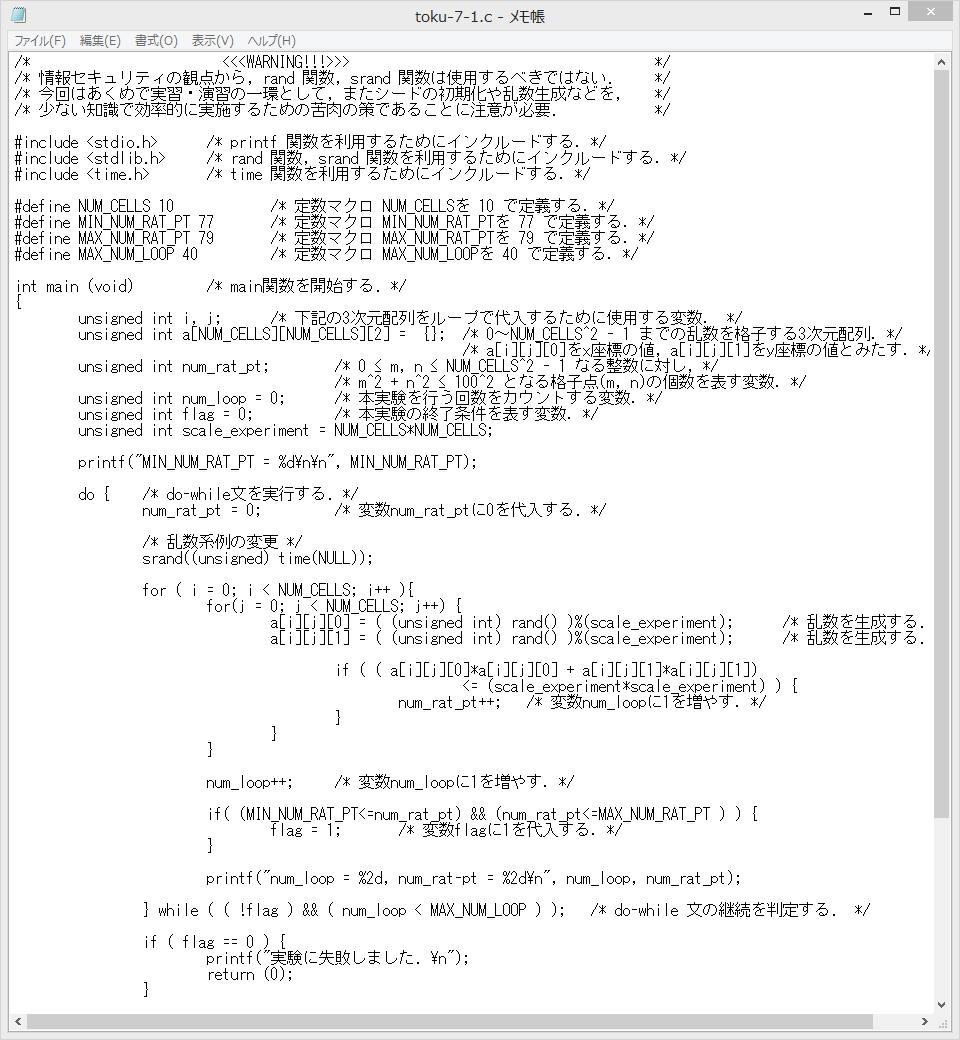 toku-7-1.c - メモ帳
ファイル(F) 編集(E) 書式(O) 表示(V) ヘルプ(H)
/* <<<WARNING!!!>>> */
/* 情報セキュリティの観点から，rand 関数，srand 関数は使用するべきではない． */
/* 今回はあくめで実習・演習の一環として，またシードの初期化や乱数生成などを， */
/* 少ない知識で効率的に実施するための苦肉の策であることに注意が必要． */
#include <stdio.h> /* printf 関数を利用するためにインクルードする．*/
#include <stdlib.h> /* rand 関数，srand 関数を利用するためにインクルードする．*/
#include <time.h> /* time 関数を利用するためにインクルードする．*/
#define NUM_CELLS 10 /* 定数マクロ NUM_CELLSを 10 で定義する．*/
#define MIN_NUM_RAT_PT 77 /* 定数マクロ MIN_NUM_RAT_PTを 77 で定義する．*/
#define MAX_NUM_RAT_PT 79 /* 定数マクロ MAX_NUM_RAT_PTを 79 で定義する．*/
#define MAX_NUM_LOOP 40 /* 定数マクロ MAX_NUM_LOOPを 40 で定義する．*/
int main (void) /* main関数を開始する．*/
{
unsigned int i, j; /* 下記の3次元配列をループで代入するために使用する変数． */
unsigned int a[NUM_CELLS][NUM_CELLS][2] = {}; /* 0～NUM_CELLS^2 - 1 までの乱数を格子する3次元配列．*/
/* a[i][j][0]をx座標の値，a[i][j][1]をy座標の値とみたす．*/
unsigned int num_rat_pt; /* 0 ≤ m, n ≤ NUM_CELLS^2 - 1 なる整数に対し，*/
/* m^2 + n^2 ≤ 100^2 となる格子点(m, n)の個数を表す変数．*/
unsigned int num_loop = 0; /* 本実験を行う回数をカウントする変数．*/
unsigned int flag = 0; /* 本実験の終了条件を表す変数．*/
unsigned int scale_experiment = NUM_CELLS*NUM_CELLS;
printf("MIN_NUM_RAT_PT = %d¥n¥n", MIN_NUM_RAT_PT);
do { /* do-while文を実行する．*/
num_rat_pt = 0; /* 変数num_rat_ptに0を代入する．*/
/* 乱数系例の変更 */
srand((unsigned) time(NULL));
for ( i = 0; i < NUM_CELLS; i++ ){
for(j = 0; j < NUM_CELLS; j++) {
a[i][j][0] = ( (unsigned int) rand() )%(scale_experiment); /* 乱数を生成する．
a[i][j][1] = ( (unsigned int) rand() )%(scale_experiment); /* 乱数を生成する．
if ( ( a[i][j][0]*a[i][j][0] + a[i][j][1]*a[i][j][1])
<= (scale_experiment*scale_experiment) ) {
num_rat_pt++; /* 変数num_loopに1を増やす．*/
}
}
}
num_loop++; /* 変数num_loopに1を増やす．*/
if( (MIN_NUM_RAT_PT<=num_rat_pt) && (num_rat_pt<=MAX_NUM_RAT_PT ) ) {
flag = 1; /* 変数flagに1を代入する．*/
}
printf("num_loop = %2d, num_rat-pt = %2d¥n", num_loop, num_rat_pt);
} while ( ( !flag ) && ( num_loop < MAX_NUM_LOOP ) ); /* do-while 文の継続を判定する． */
if ( flag == 0 ) {
printf("実験に失敗しました．¥n");
return (0);
}